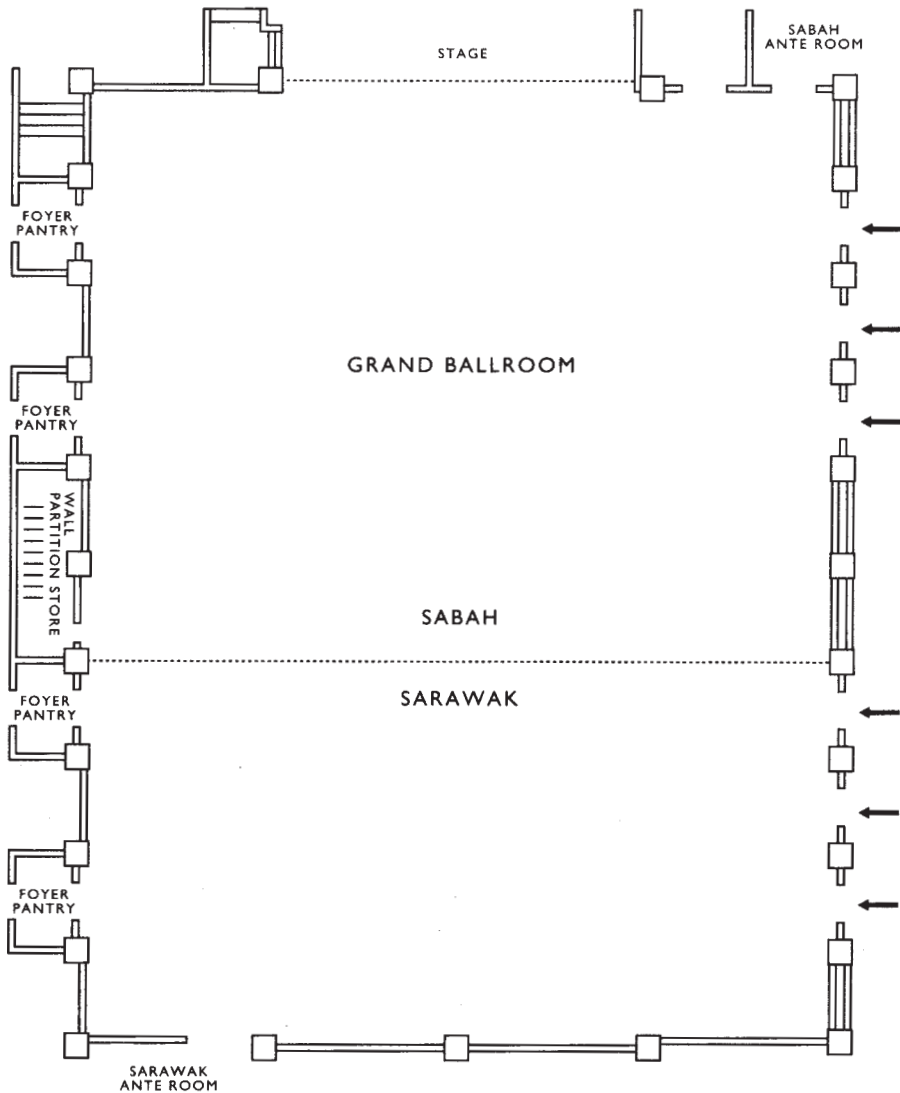 STAGE
SABAH
ANTE ROOM
FOYER
PANTRY
GRAND BALLROOM
FOYER
PANTRY
WALL
PARTITION STORE
SABAH
SARAWAK
FOYER
PANTRY
FOYER
PANTRY
SARAWAK
ANTE ROOM